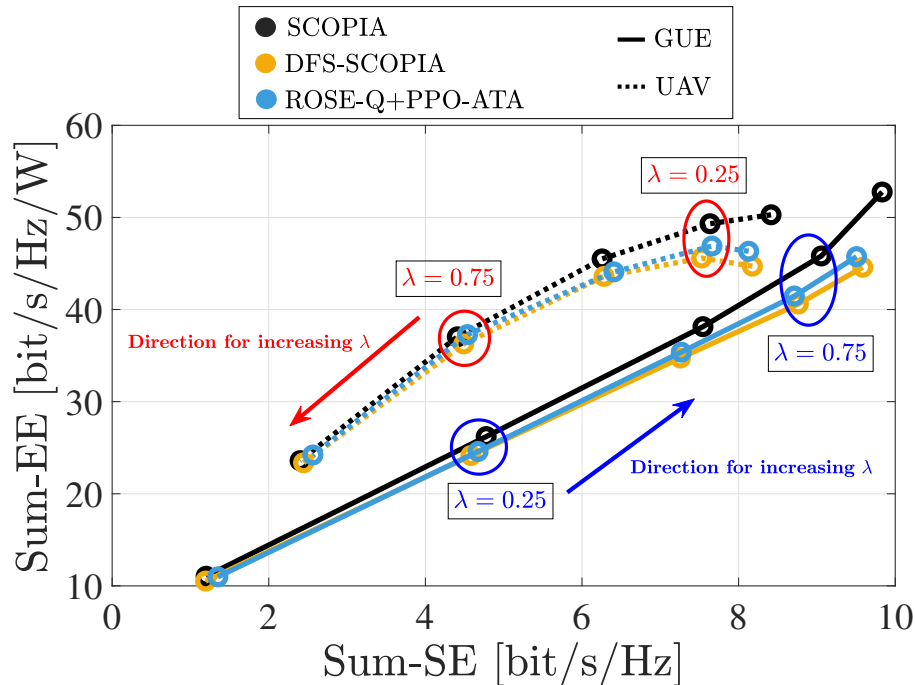 SCOPIA
DFS-SCOPIA
ROSE-Q+PPO-ATA
GUE
UAV
Sum-EE [bit/s/Hz/W]
60
50
40
30
20
10
λ = 0.25
λ = 0.75
Direction for increasing λ
λ = 0.75
Direction for increasing λ
λ = 0.25
0
2
4
6
8
10
Sum-SE [bit/s/Hz]